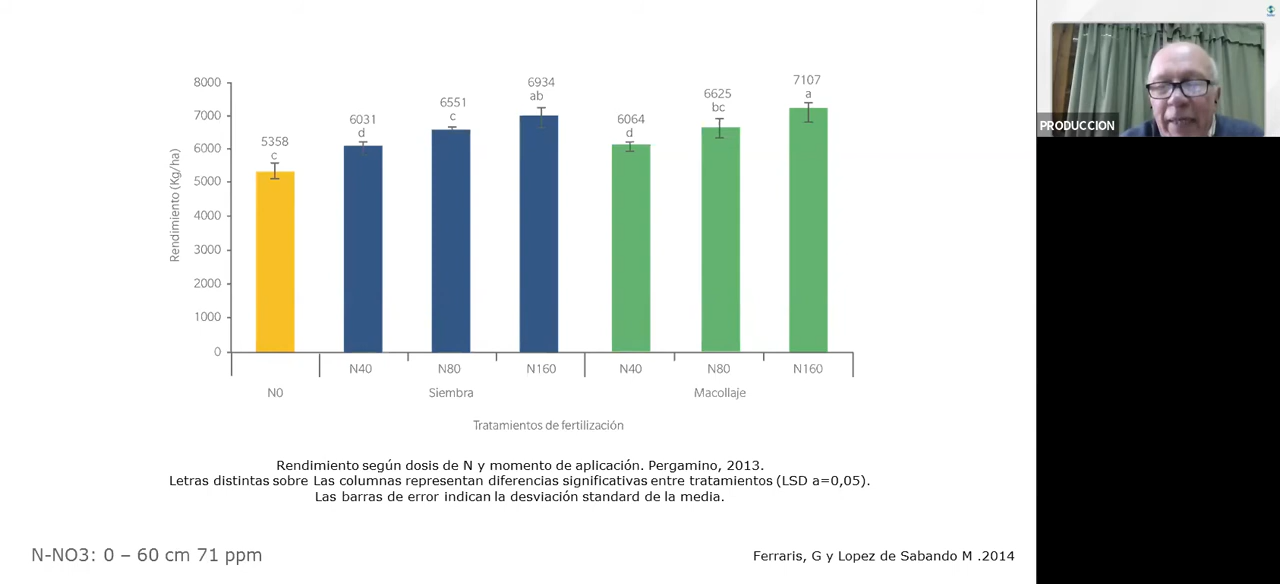 8000
7000
6000
5000
4000
3000
2000
1000
0
Rendimiento (Kg/ha)
5358
c
6031
d
6551
c
6934
ab
6064
d
6625
bc
7107
a
N40 N80 N160 N40 N80 N160
N0 Siembra Macollaje
Tratamientos de fertilización
Rendimiento según dosis de N y momento de aplicación. Pergamino, 2013.
Letras distintas sobre Las columnas representan diferencias significativas entre tratamientos (LSD a=0,05).
Las barras de error indican la desviación standard de la media.
N-NO3: 0 – 60 cm 71 ppm
Ferraris, G y Lopez de Sabando M .2014
PRODUCCION